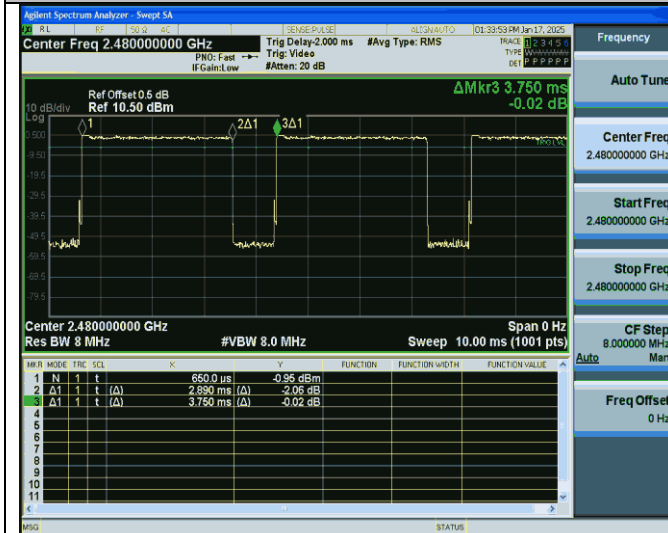 Agilent Spectrum Analyzer - Swept SA
RL RF 50 Ω AC SENSE:PULSE ALIGNAUTO 01:33:53 PM Jan 17, 2025
Center Freq 2.480000000 GHz
PNO: Fast
IFGain:Low
Trig Delay-2.000 ms
Trig: Video
#Atten: 20 dB
#Avg Type: RMS
TRACE 1 2 3 4 5 6
TYPE
DET P P P P P P
Ref Offset 0.5 dB
Ref 10.50 dBm
10 dB/div
Log
ΔMkr3 3.750 ms
-0.02 dB
1
2Δ1
3Δ1
TRIG LVL
0.500
-9.50
-19.5
-29.5
-39.5
-49.5
-59.5
-69.5
-79.5
Center 2.480000000 GHz Span 0 Hz
Res BW 8 MHz #VBW 8.0 MHz Sweep 10.00 ms (1001 pts)
MKR MODE TRC SCL X Y FUNCTION FUNCTION WIDTH FUNCTION VALUE
1 N 1 t 650.0 µs -0.95 dBm
2 Δ1 1 t (Δ) 2.890 ms (Δ) -2.06 dB
3 Δ1 1 t (Δ) 3.750 ms (Δ) -0.02 dB
4
5
6
7
8
9
10
11
MSG STATUS
Frequency
Auto Tune
Center Freq
2.480000000 GHz
Start Freq
2.480000000 GHz
Stop Freq
2.480000000 GHz
CF Step
8.000000 MHz
Auto Man
Freq Offset
0 Hz